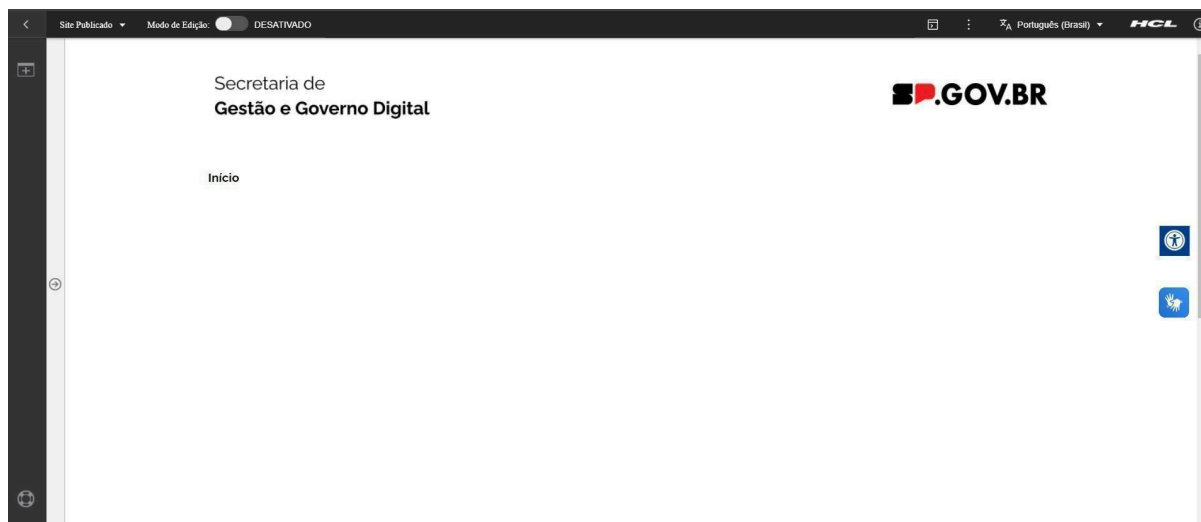 Site Publicado Modo de Edição: DESATIVADO Português (Brasil) HCL
Secretaria de
Gestão e Governo Digital
SP.GOV.BR
Início